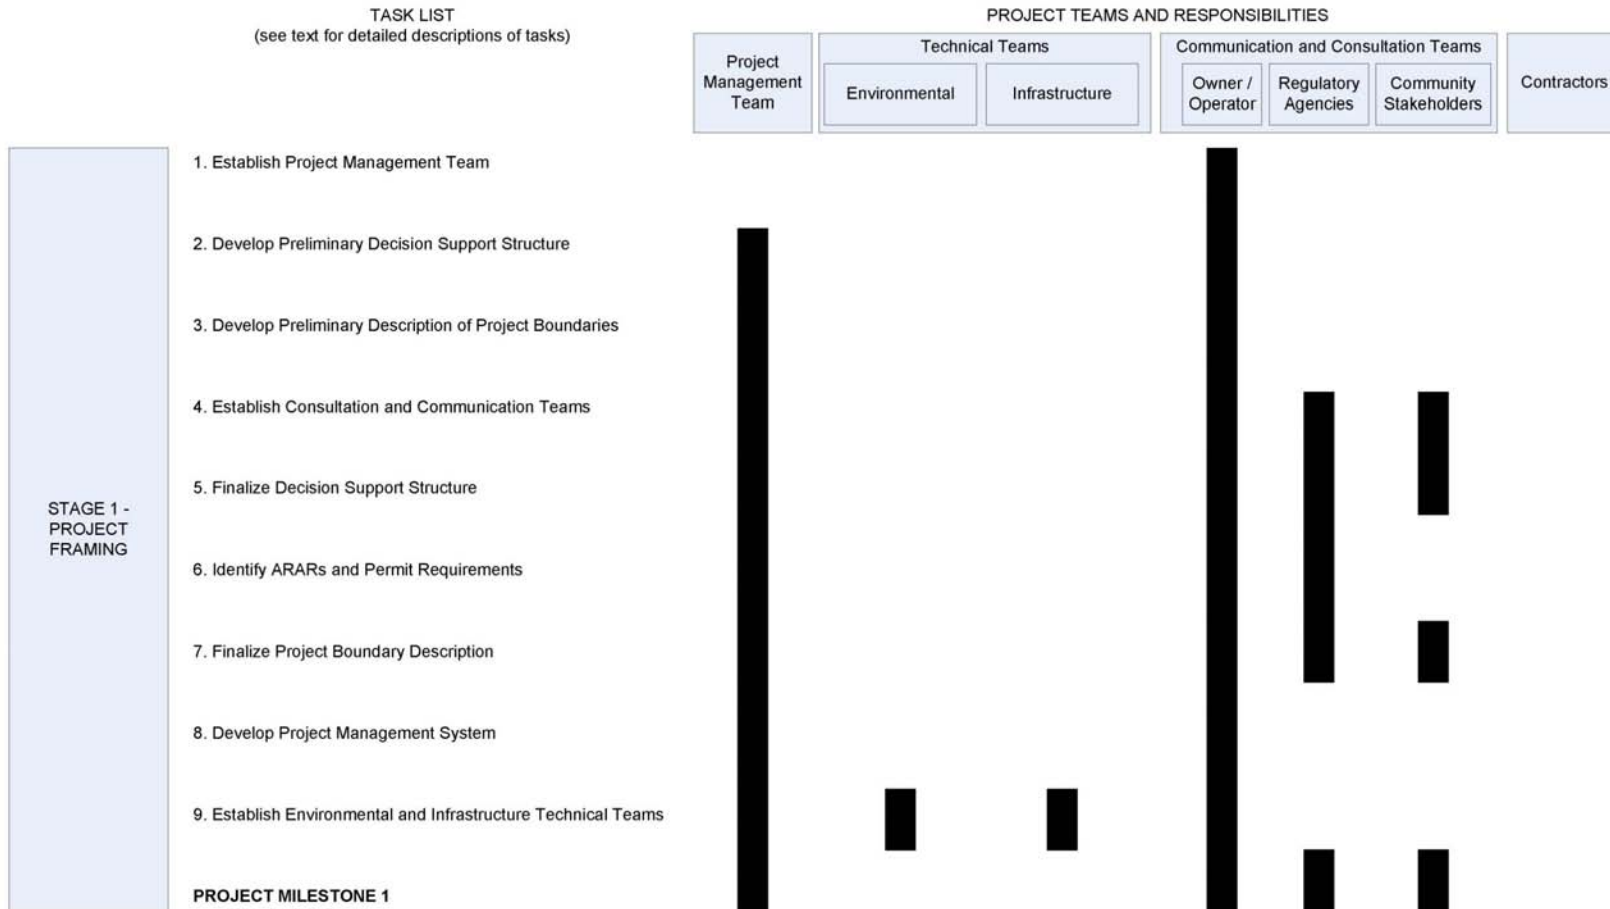 TASK LIST
(see text for detailed descriptions of tasks)
PROJECT TEAMS AND RESPONSIBILITIES
Project
Management
Team
Technical Teams
Environmental
Infrastructure
Communication and Consultation Teams
Owner /
Operator
Regulatory
Agencies
Community
Stakeholders
Contractors
STAGE 1 -
PROJECT
FRAMING
1. Establish Project Management Team
2. Develop Preliminary Decision Support Structure
3. Develop Preliminary Description of Project Boundaries
4. Establish Consultation and Communication Teams
5. Finalize Decision Support Structure
6. Identify ARARs and Permit Requirements
7. Finalize Project Boundary Description
8. Develop Project Management System
9. Establish Environmental and Infrastructure Technical Teams
PROJECT MILESTONE 1